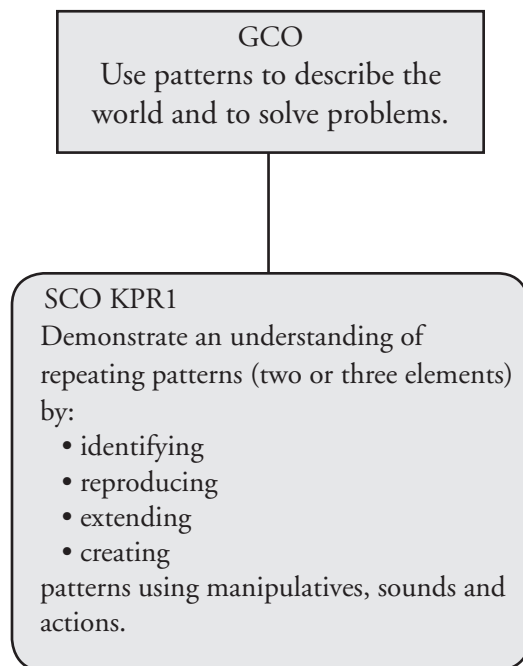 GCO
Use patterns to describe the
world and to solve problems.
SCO KPR1
Demonstrate an understanding of
repeating patterns (two or three elements)
by:
• identifying
• reproducing
• extending
• creating
patterns using manipulatives, sounds and
actions.